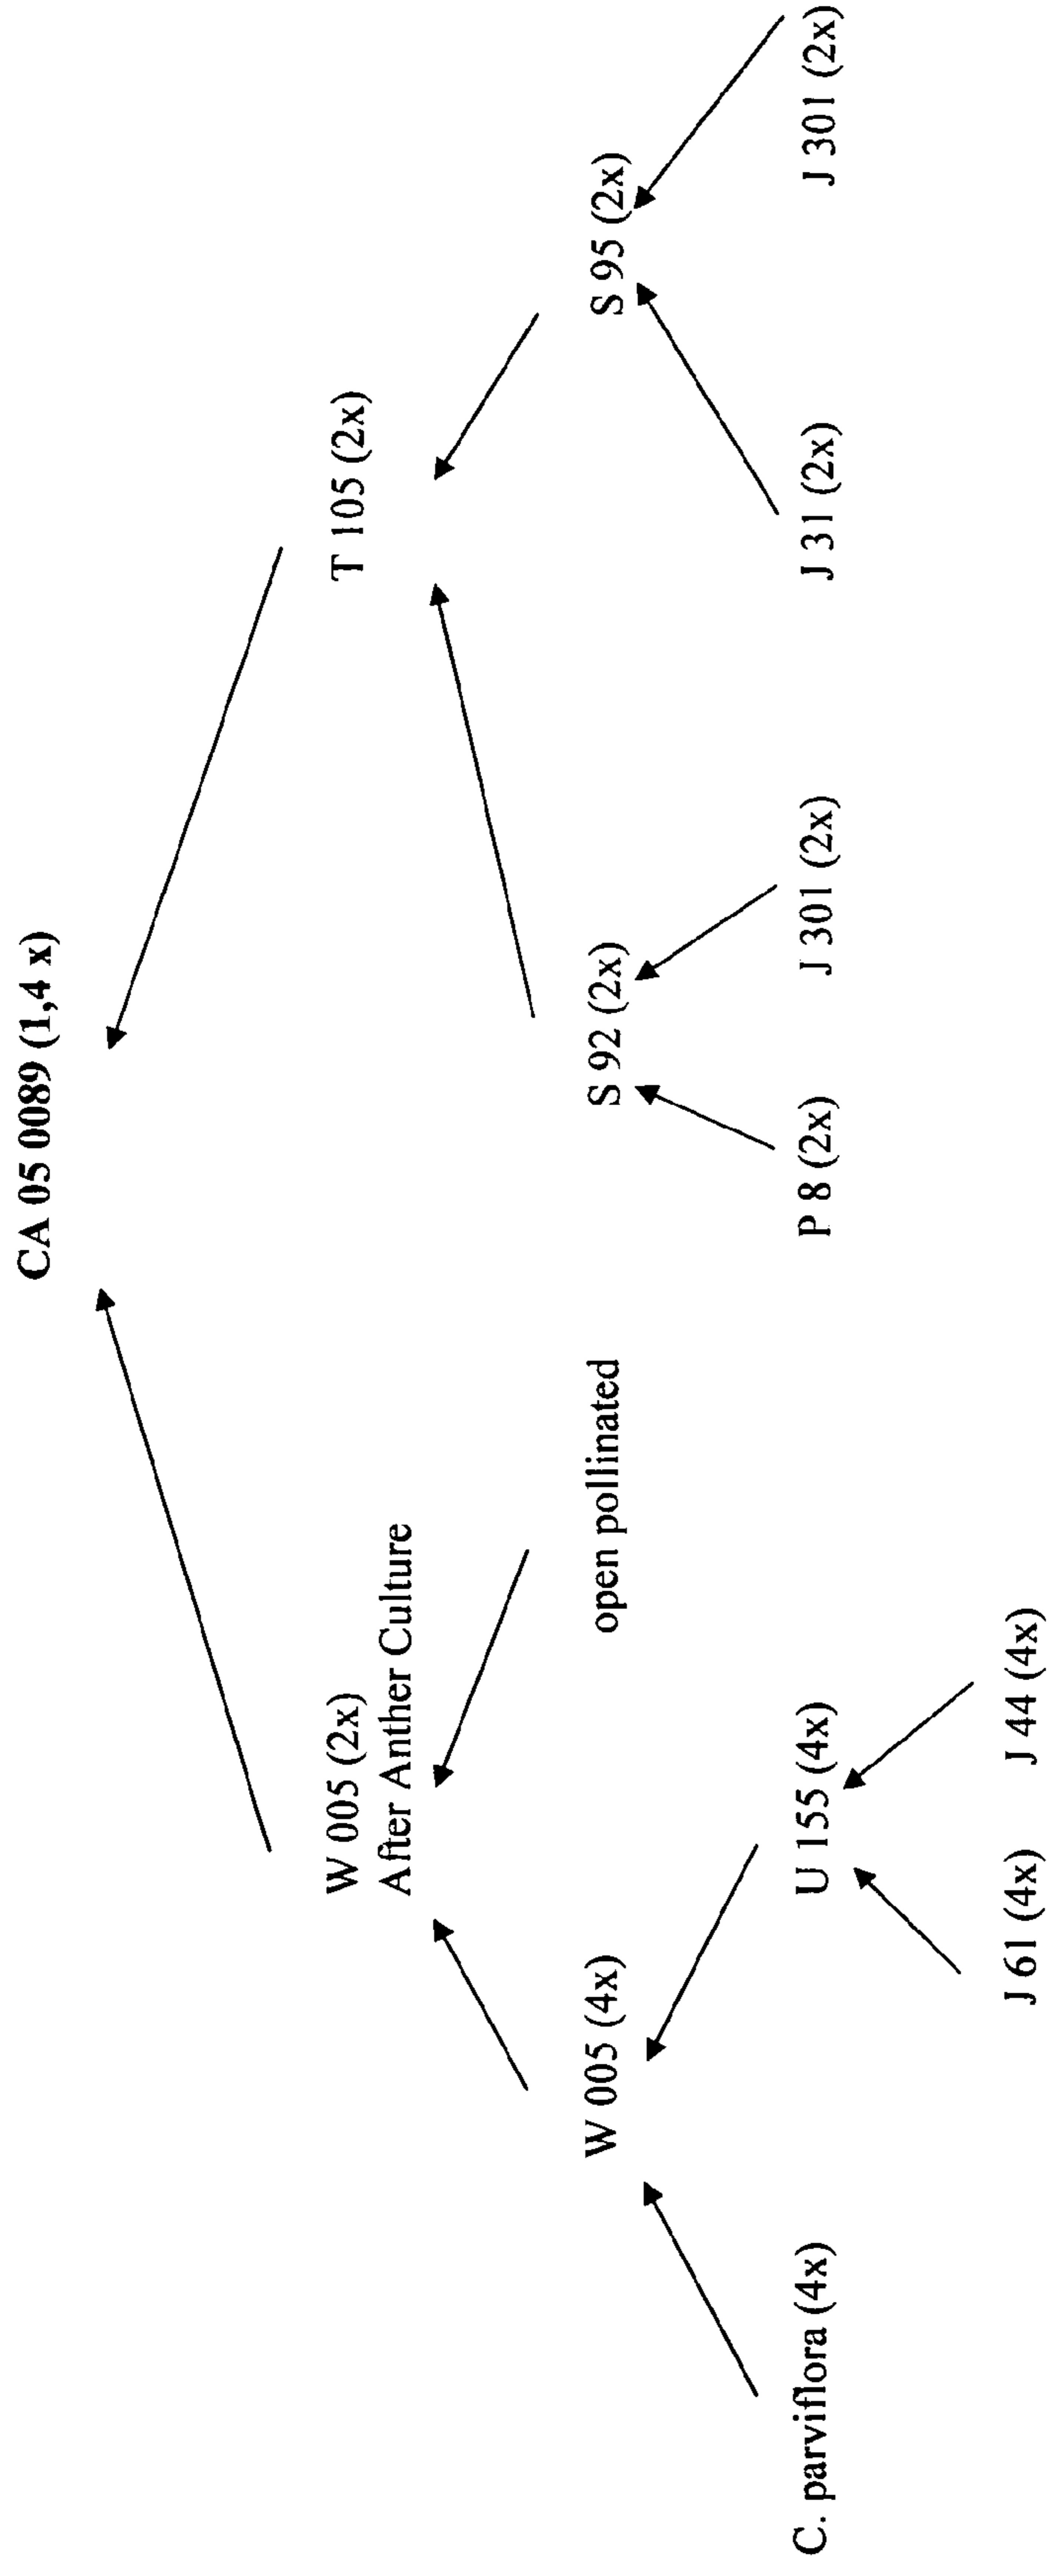 CA 05 0089 (1,4 x)
W 005 (2x)
After Anther Culture
T 105 (2x)
W 005 (4x)
open pollinated
S 92 (2x)
S 95 (2x)
C. parviflora (4x)
U 155 (4x)
P 8 (2x)
J 301 (2x)
J 31 (2x)
J 301 (2x)
J 61 (4x)
J 44 (4x)